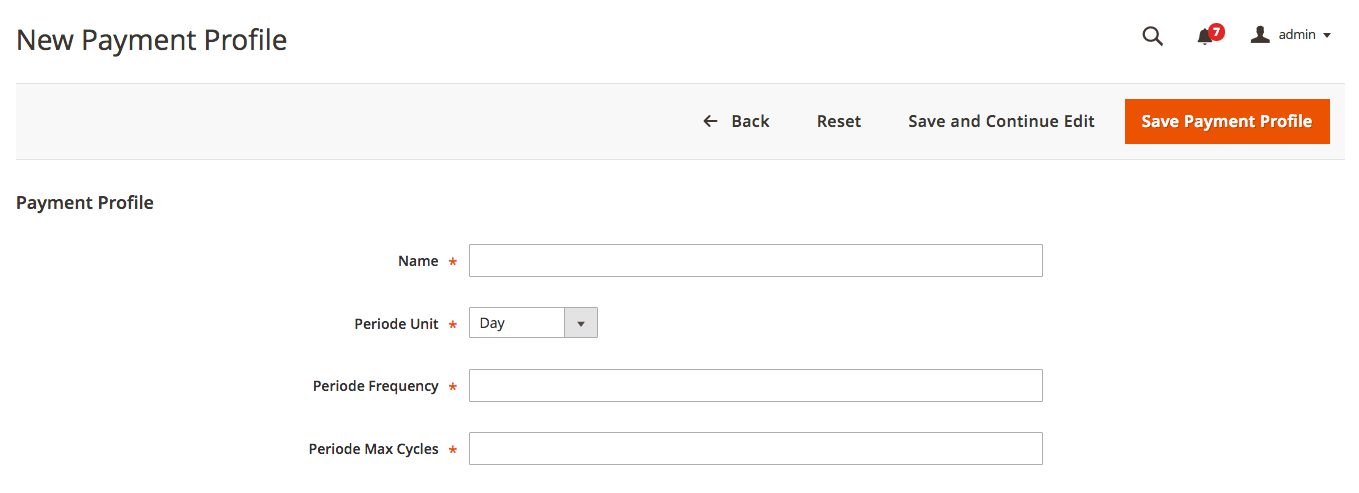 New Payment Profile
7
admin
Back Reset Save and Continue Edit Save Payment Profile
Payment Profile
Name *
Periode Unit * Day
Periode Frequency *
Periode Max Cycles *